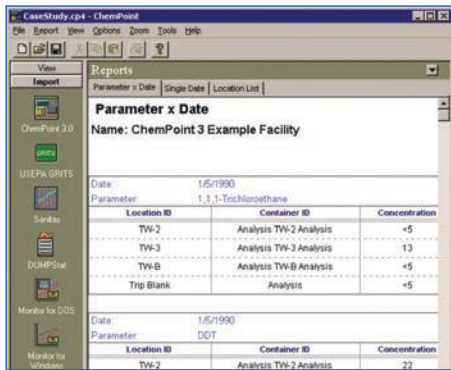 CaseStudy.cp4 - ChemPoint
File Report View Options Zoom Tools Help
View
Import
ChemPoint 3.0
GRITS
USEPA GRITS
Sanitas
DUMPStat
Monitor for DOS
Monitor for
Windows
Reports
Parameter x Date Single Date Location List
Parameter x Date
Name: ChemPoint 3 Example Facility
Date: 1/5/1990
Parameter: 1,1,1-Trichloroethane
Location ID Container ID Concentration
TW-2 Analysis TW-2 Analysis <5
TW-3 Analysis TW-3 Analysis 13
TW-B Analysis TW-B Analysis <5
Trip Blank Analysis <5
Date: 1/5/1990
Parameter: DDT
Location ID Container ID Concentration
TW-2 Analysis TW-2 Analysis 22